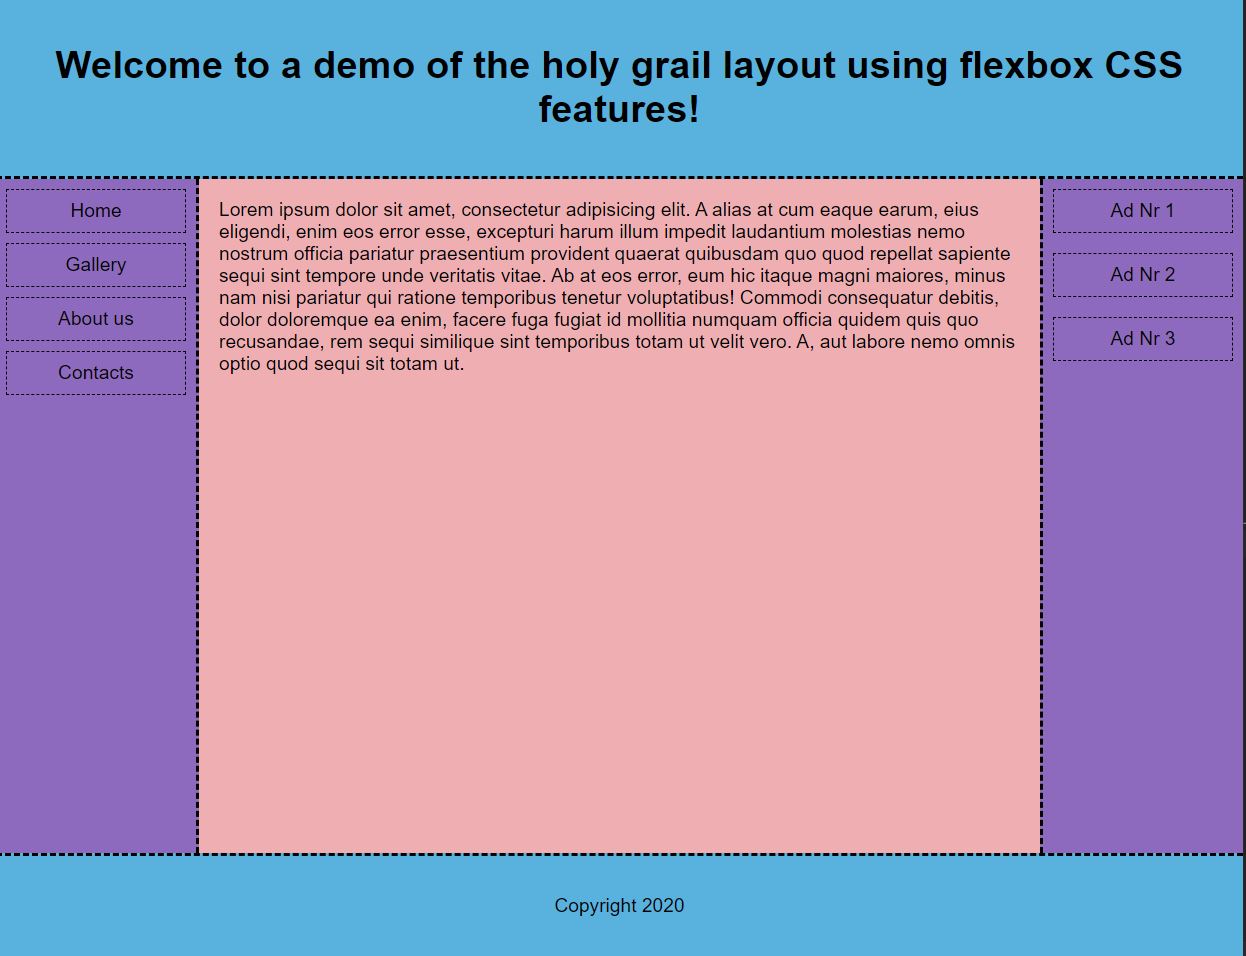 Welcome to a demo of the holy grail layout using flexbox CSS
features!
Home
Gallery
About us
Contacts
Lorem ipsum dolor sit amet, consectetur adipisicing elit. A alias at cum eaque earum, eius
eligendi, enim eos error esse, excepturi harum illum impedit laudantium molestias nemo
nostrum officia pariatur praesentium provident quaerat quibusdam quo quod repellat sapiente
sequi sint tempore unde veritatis vitae. Ab at eos error, eum hic itaque magni maiores, minus
nam nisi pariatur qui ratione temporibus tenetur voluptatibus! Commodi consequatur debitis,
dolor doloremque ea enim, facere fuga fugiat id mollitia numquam officia quidem quis quo
recusandae, rem sequi similique sint temporibus totam ut velit vero. A, aut labore nemo omnis
optio quod sequi sit totam ut.
Ad Nr 1
Ad Nr 2
Ad Nr 3
Copyright 2020